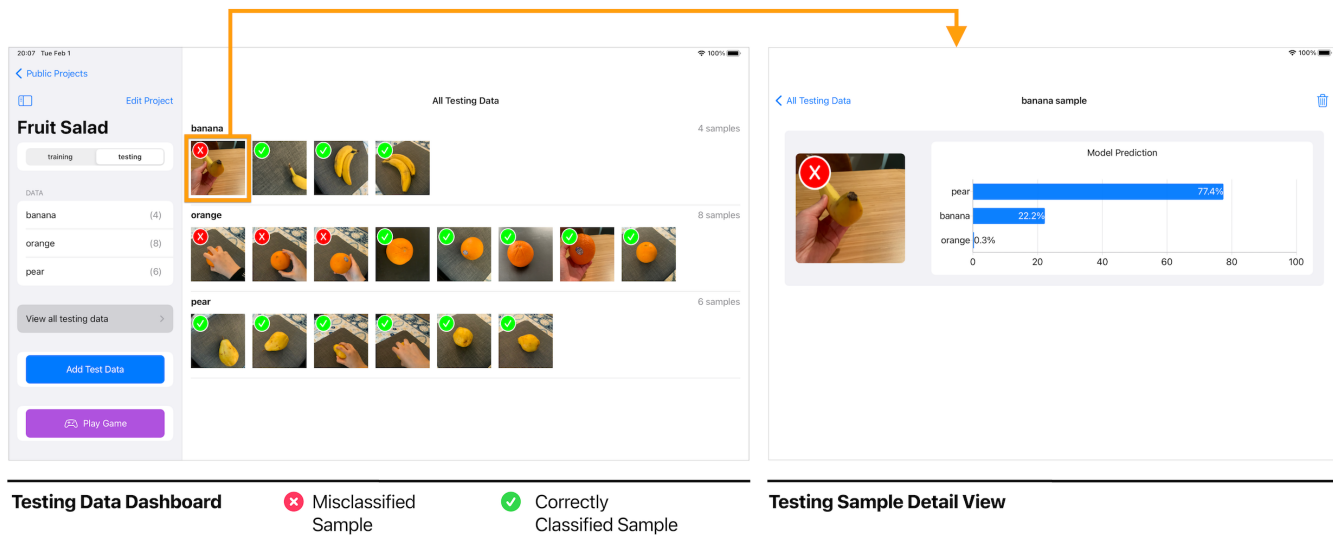 20:07 Tue Feb 1
100%
Public Projects
Edit Project
All Testing Data
Fruit Salad
training testing
DATA
banana (4)
orange (8)
pear (6)
View all testing data
Add Test Data
Play Game
banana 4 samples
orange 8 samples
pear 6 samples
100%
All Testing Data
banana sample
Model Prediction
pear 77.4%
banana 22.2%
orange 0.3%
0 20 40 60 80 100
Testing Data Dashboard
Misclassified
Sample
Correctly
Classified Sample
Testing Sample Detail View